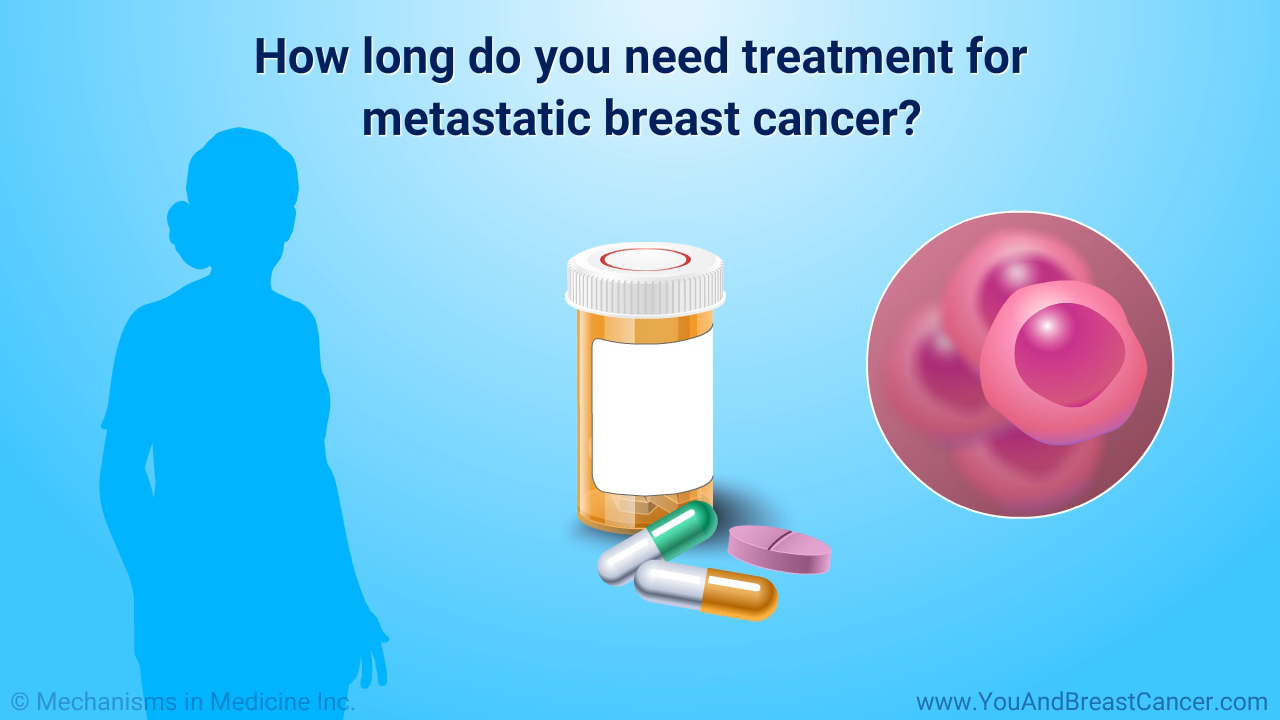 How long do you need treatment for
metastatic breast cancer?
© Mechanisms in Medicine Inc.
www.YouAndBreastCancer.com